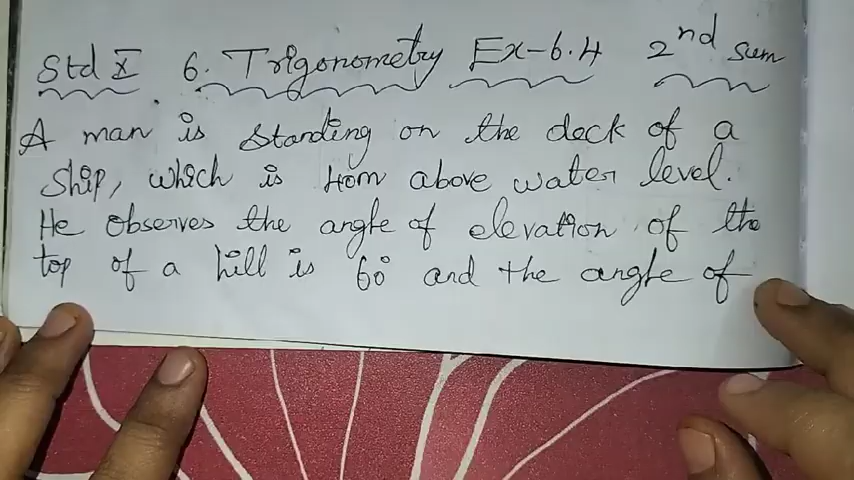 Std X 6. Trigonometry Ex-6.4 2nd sum
A man is standing on the deck of a
ship, which is 40m above water level.
He observes the angle of elevation of the
top of a hill is 60° and the angle of